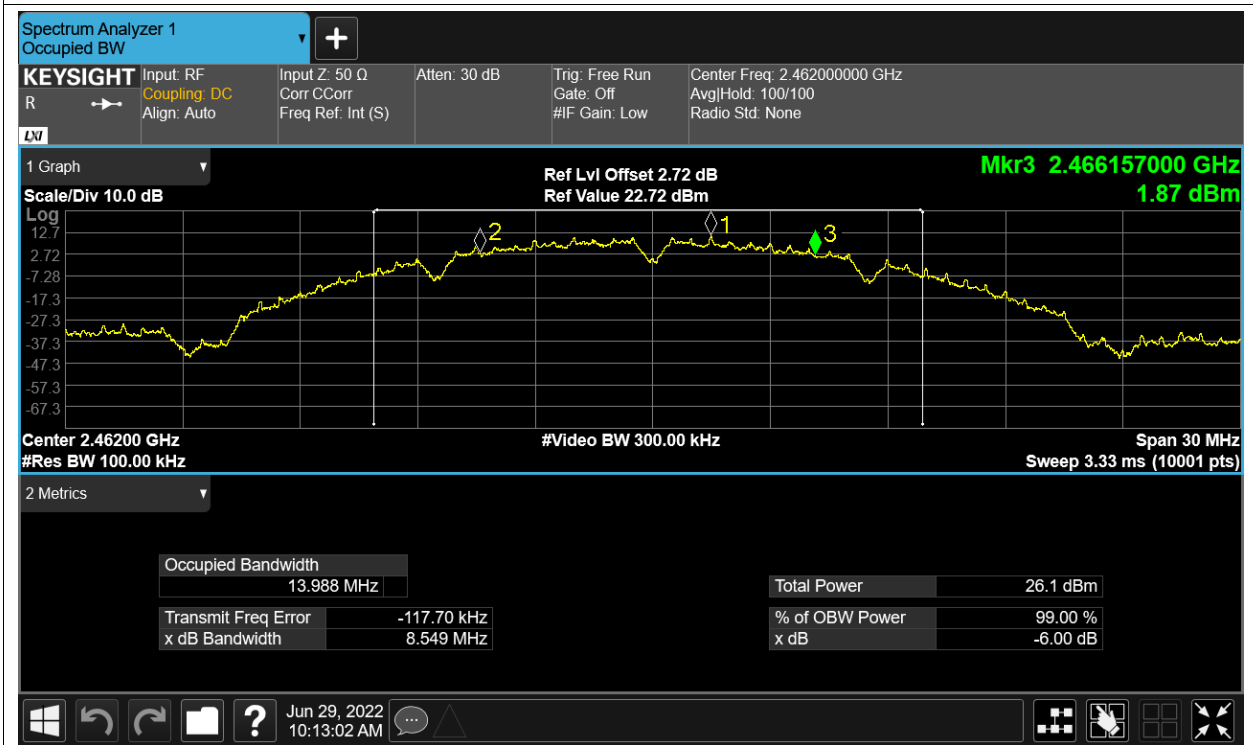 Spectrum Analyzer 1
Occupied BW
KEYSIGHT
R
LXI
Input: RF
Coupling: DC
Align: Auto
Input Z: 50 Ω
Corr CCorr
Freq Ref: Int (S)
Atten: 30 dB
Trig: Free Run
Gate: Off
#IF Gain: Low
Center Freq: 2.462000000 GHz
Avg|Hold: 100/100
Radio Std: None
1 Graph
Scale/Div 10.0 dB
Ref Lvl Offset 2.72 dB
Ref Value 22.72 dBm
Mkr3 2.466157000 GHz
1.87 dBm
Log
12.7
2.72
-7.28
-17.3
-27.3
-37.3
-47.3
-57.3
-67.3
2
1
3
Center 2.46200 GHz
#Video BW 300.00 kHz
Span 30 MHz
#Res BW 100.00 kHz
Sweep 3.33 ms (10001 pts)
2 Metrics
Occupied Bandwidth
13.988 MHz
Total Power 26.1 dBm
Transmit Freq Error -117.70 kHz
% of OBW Power 99.00 %
x dB Bandwidth 8.549 MHz
x dB -6.00 dB
?
Jun 29, 2022
10:13:02 AM